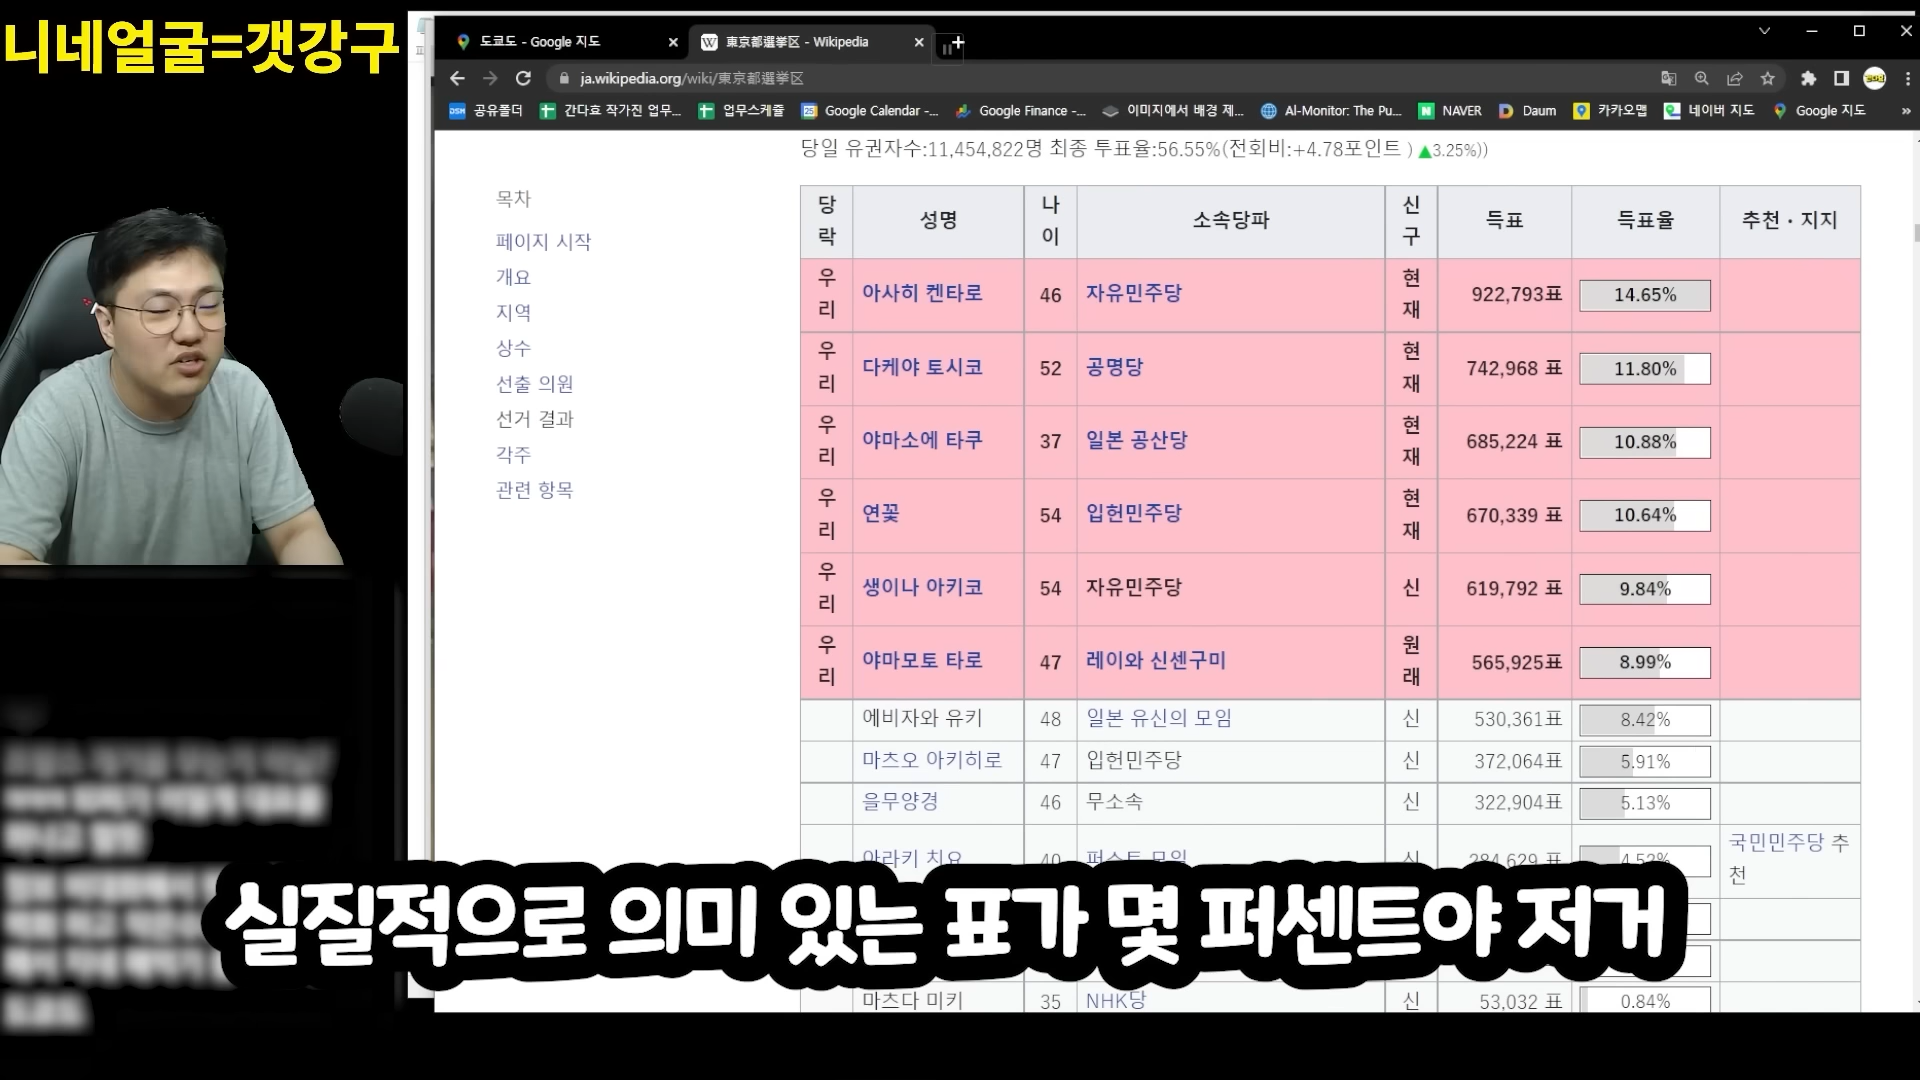 니네얼굴=갯강구
도쿄도 - Google 지도
東京都選挙区 - Wikipedia
ja.wikipedia.org/wiki/東京都選挙区
공유폴더 간다효 작가진 업무... 업무스케쥴 Google Calendar -... Google Finance -... 이미지에서 배경 제... Al-Monitor: The Pu... NAVER Daum 카카오맵 네이버 지도 Google 지도 »
당일 유권자수:11,454,822명 최종 투표율:56.55%(전회비:+4.78포인트 ) ▲3.25%))
목차
페이지 시작
개요
지역
상수
선출 의원
선거 결과
각주
관련 항목
당락 성명 나이 소속당파 신구 득표 득표율 추천・지지
우리 아사히 켄타로 46 자유민주당 현재 922,793표 14.65%
우리 다케야 토시코 52 공명당 현재 742,968 표 11.80%
우리 야마소에 타쿠 37 일본 공산당 현재 685,224 표 10.88%
우리 연꽃 54 입헌민주당 현재 670,339 표 10.64%
우리 생이나 아키코 54 자유민주당 신 619,792 표 9.84%
우리 야마모토 타로 47 레이와 신센구미 원래 565,925표 8.99%
에비자와 유키 48 일본 유신의 모임 신 530,361표 8.42%
마츠오 아키히로 47 입헌민주당 신 372,064표 5.91%
을무양경 46 무소속 신 322,904표 5.13%
아라키 치요 40 퍼스트 모임 신 284,629 표 4.52% 국민민주당 추천
실질적으로 의미 있는 표가 몇 퍼센트야 저거
마츠다 미키 35 NHK당 신 53,032 표 0.84%